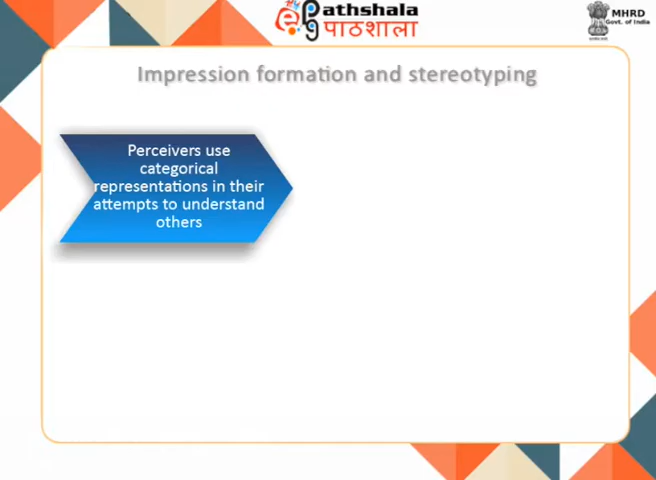 ePathshala
पाठशाला
MHRD
Govt. of India
Impression formation and stereotyping
Perceivers use
categorical
representations in their
attempts to understand
others